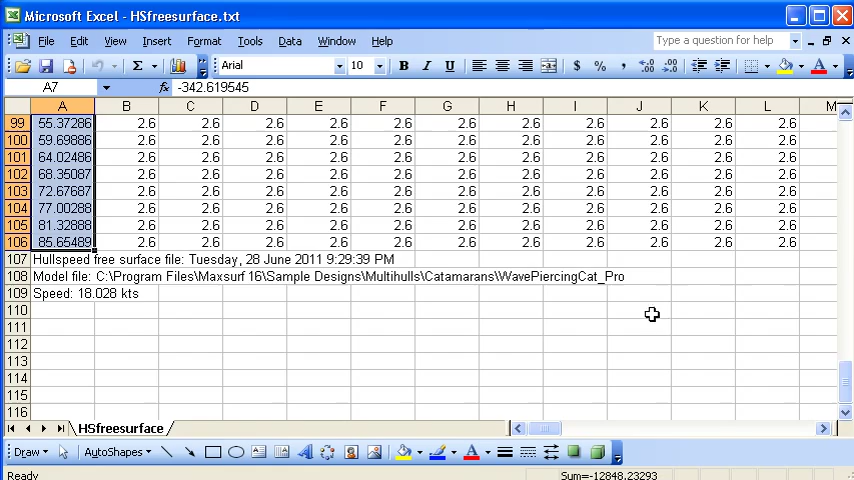 Microsoft Excel - HSfreesurface.txt
File Edit View Insert Format Tools Data Window Help Type a question for help
Σ Arial 10 B I U $ % ,
A7 fx -342.619545
A B C D E F G H I J K L M
99 55.37286 2.6 2.6 2.6 2.6 2.6 2.6 2.6 2.6 2.6 2.6 2.6
100 59.69886 2.6 2.6 2.6 2.6 2.6 2.6 2.6 2.6 2.6 2.6 2.6
101 64.02486 2.6 2.6 2.6 2.6 2.6 2.6 2.6 2.6 2.6 2.6 2.6
102 68.35087 2.6 2.6 2.6 2.6 2.6 2.6 2.6 2.6 2.6 2.6 2.6
103 72.67687 2.6 2.6 2.6 2.6 2.6 2.6 2.6 2.6 2.6 2.6 2.6
104 77.00288 2.6 2.6 2.6 2.6 2.6 2.6 2.6 2.6 2.6 2.6 2.6
105 81.32888 2.6 2.6 2.6 2.6 2.6 2.6 2.6 2.6 2.6 2.6 2.6
106 85.65489 2.6 2.6 2.6 2.6 2.6 2.6 2.6 2.6 2.6 2.6 2.6
107 Hullspeed free surface file: Tuesday, 28 June 2011 9:29:39 PM
108 Model file: C:\Program Files\Maxsurf 16\Sample Designs\Multihulls\Catamarans\WavePiercingCat_Pro
109 Speed: 18.028 kts
110
111
112
113
114
115
116
HSfreesurface
Draw AutoShapes
Ready Sum=-12848.23293